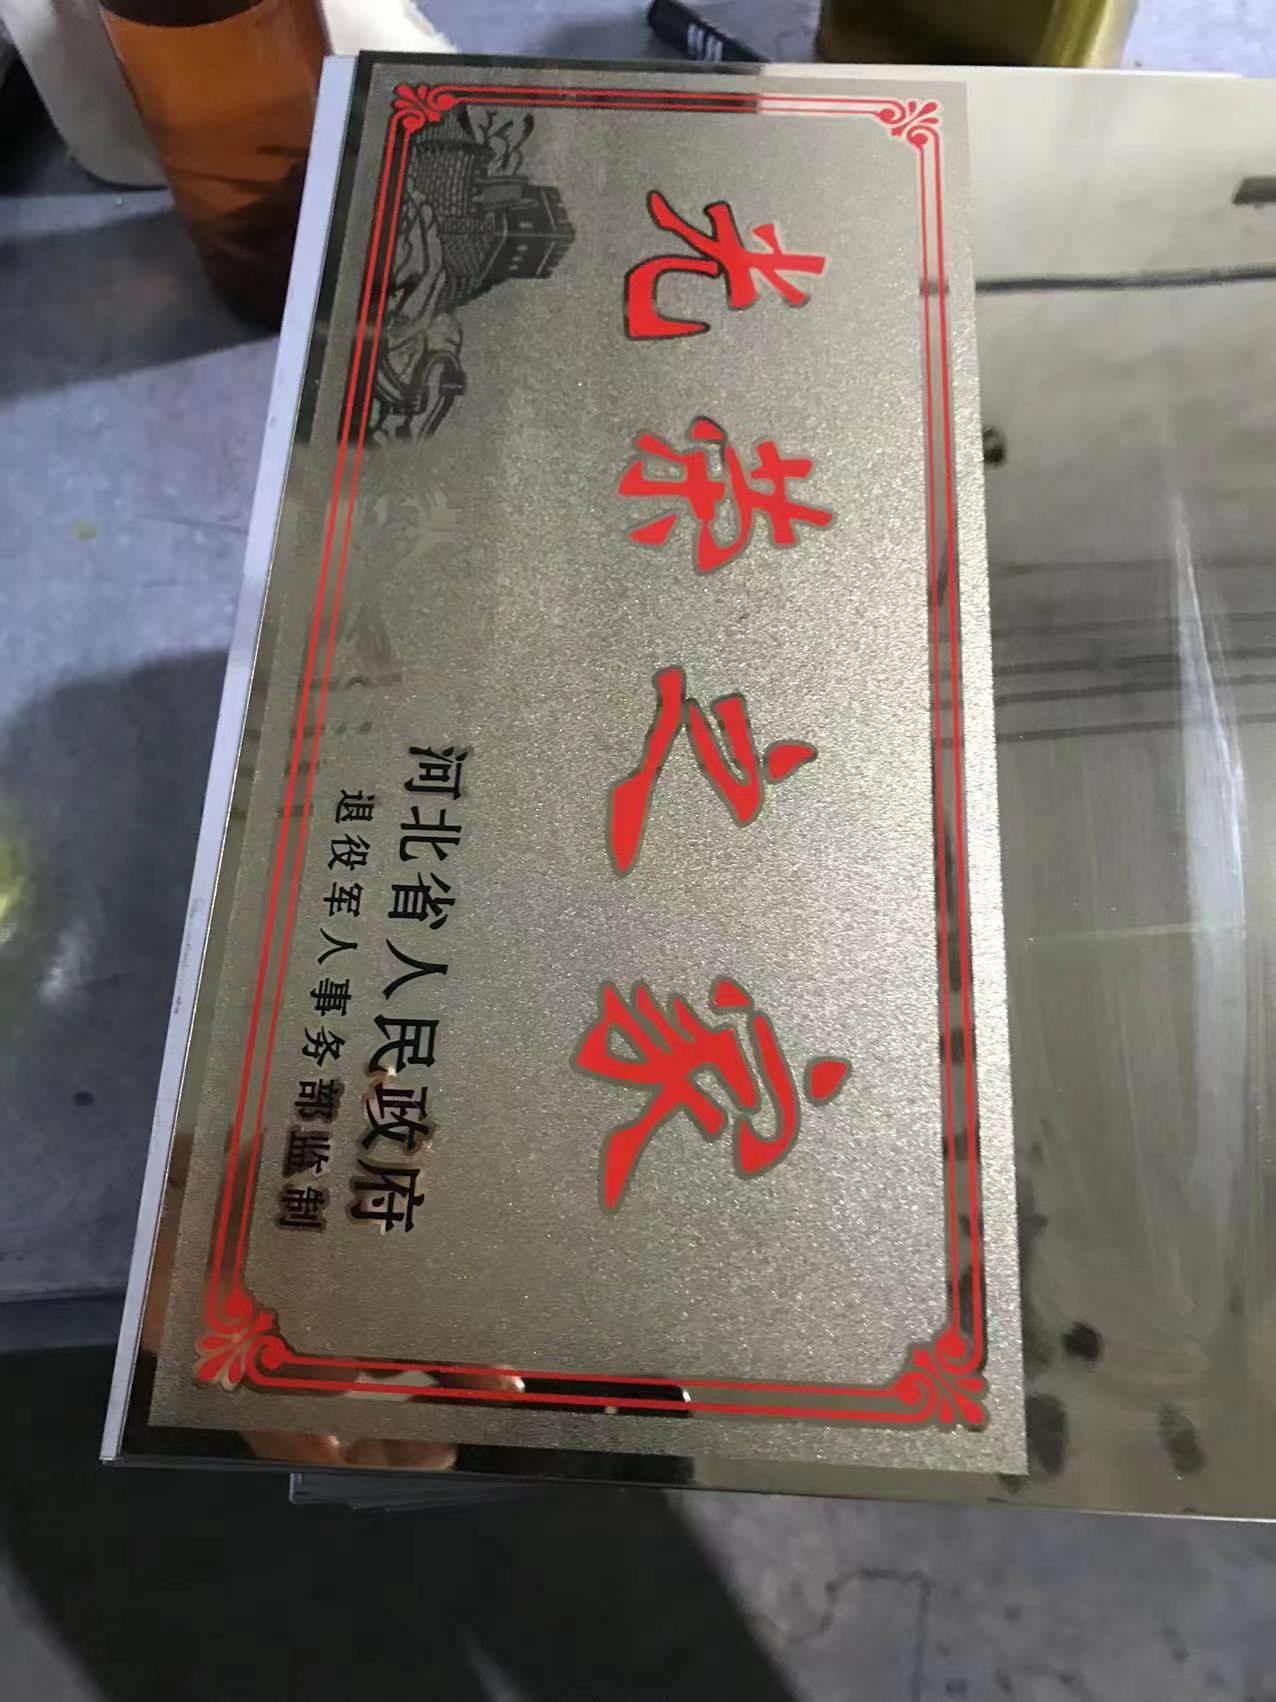 光荣之家
河北省人民政府
退役军人事务部监制